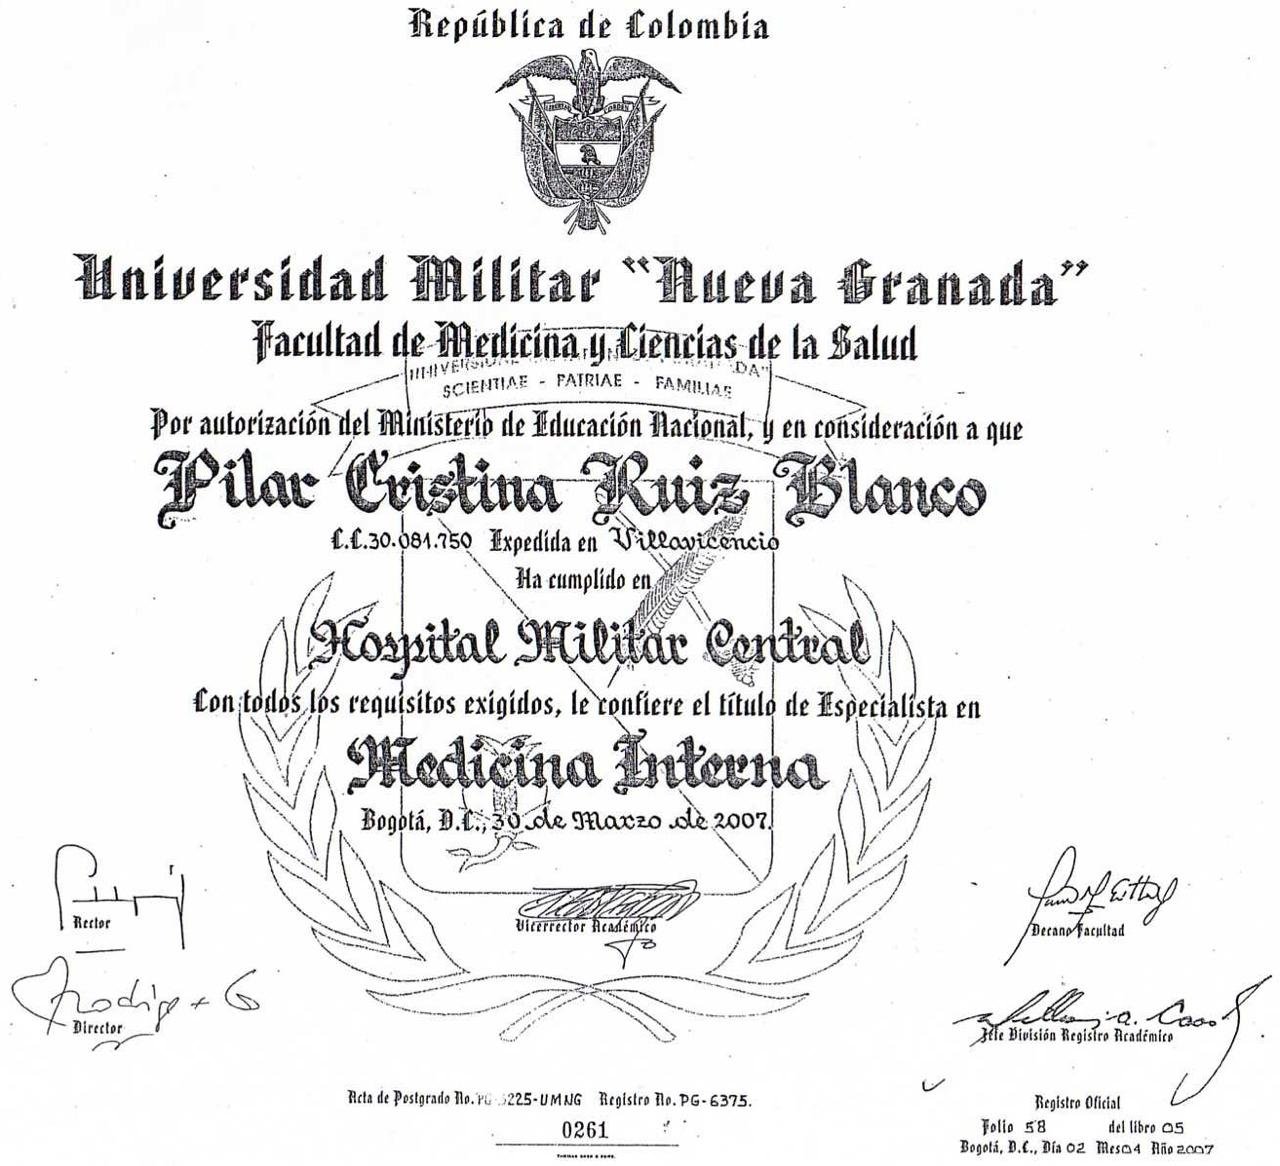 República de Colombia
LIBERTAD ORDEN
Universidad Militar "Nueva Granada"
Facultad de Medicina y Ciencias de la Salud
SCIENTIAE - PATRIAE - FAMILIAS
Por autorización del Ministerio de Educación Nacional, y en consideración a que
Pilar Cristina Ruiz Blanco
C.C.30.081.750 Expedida en Villavicencio
Ha cumplido en
Hospital Militar Central
Con todos los requisitos exigidos, le confiere el título de Especialista en
Medicina Interna
Bogotá, D.C., 30 de Marzo de 2007.
Rector
Vicerrector Académico
Decano Facultad
Director
Jefe División Registro Académico
Acta de Postgrado No. Registro No. PG-6375.
0261
Registro Oficial
Folio 58 del libro 05
Bogotá, D.C., Día 02 Mes 04 Año 2007